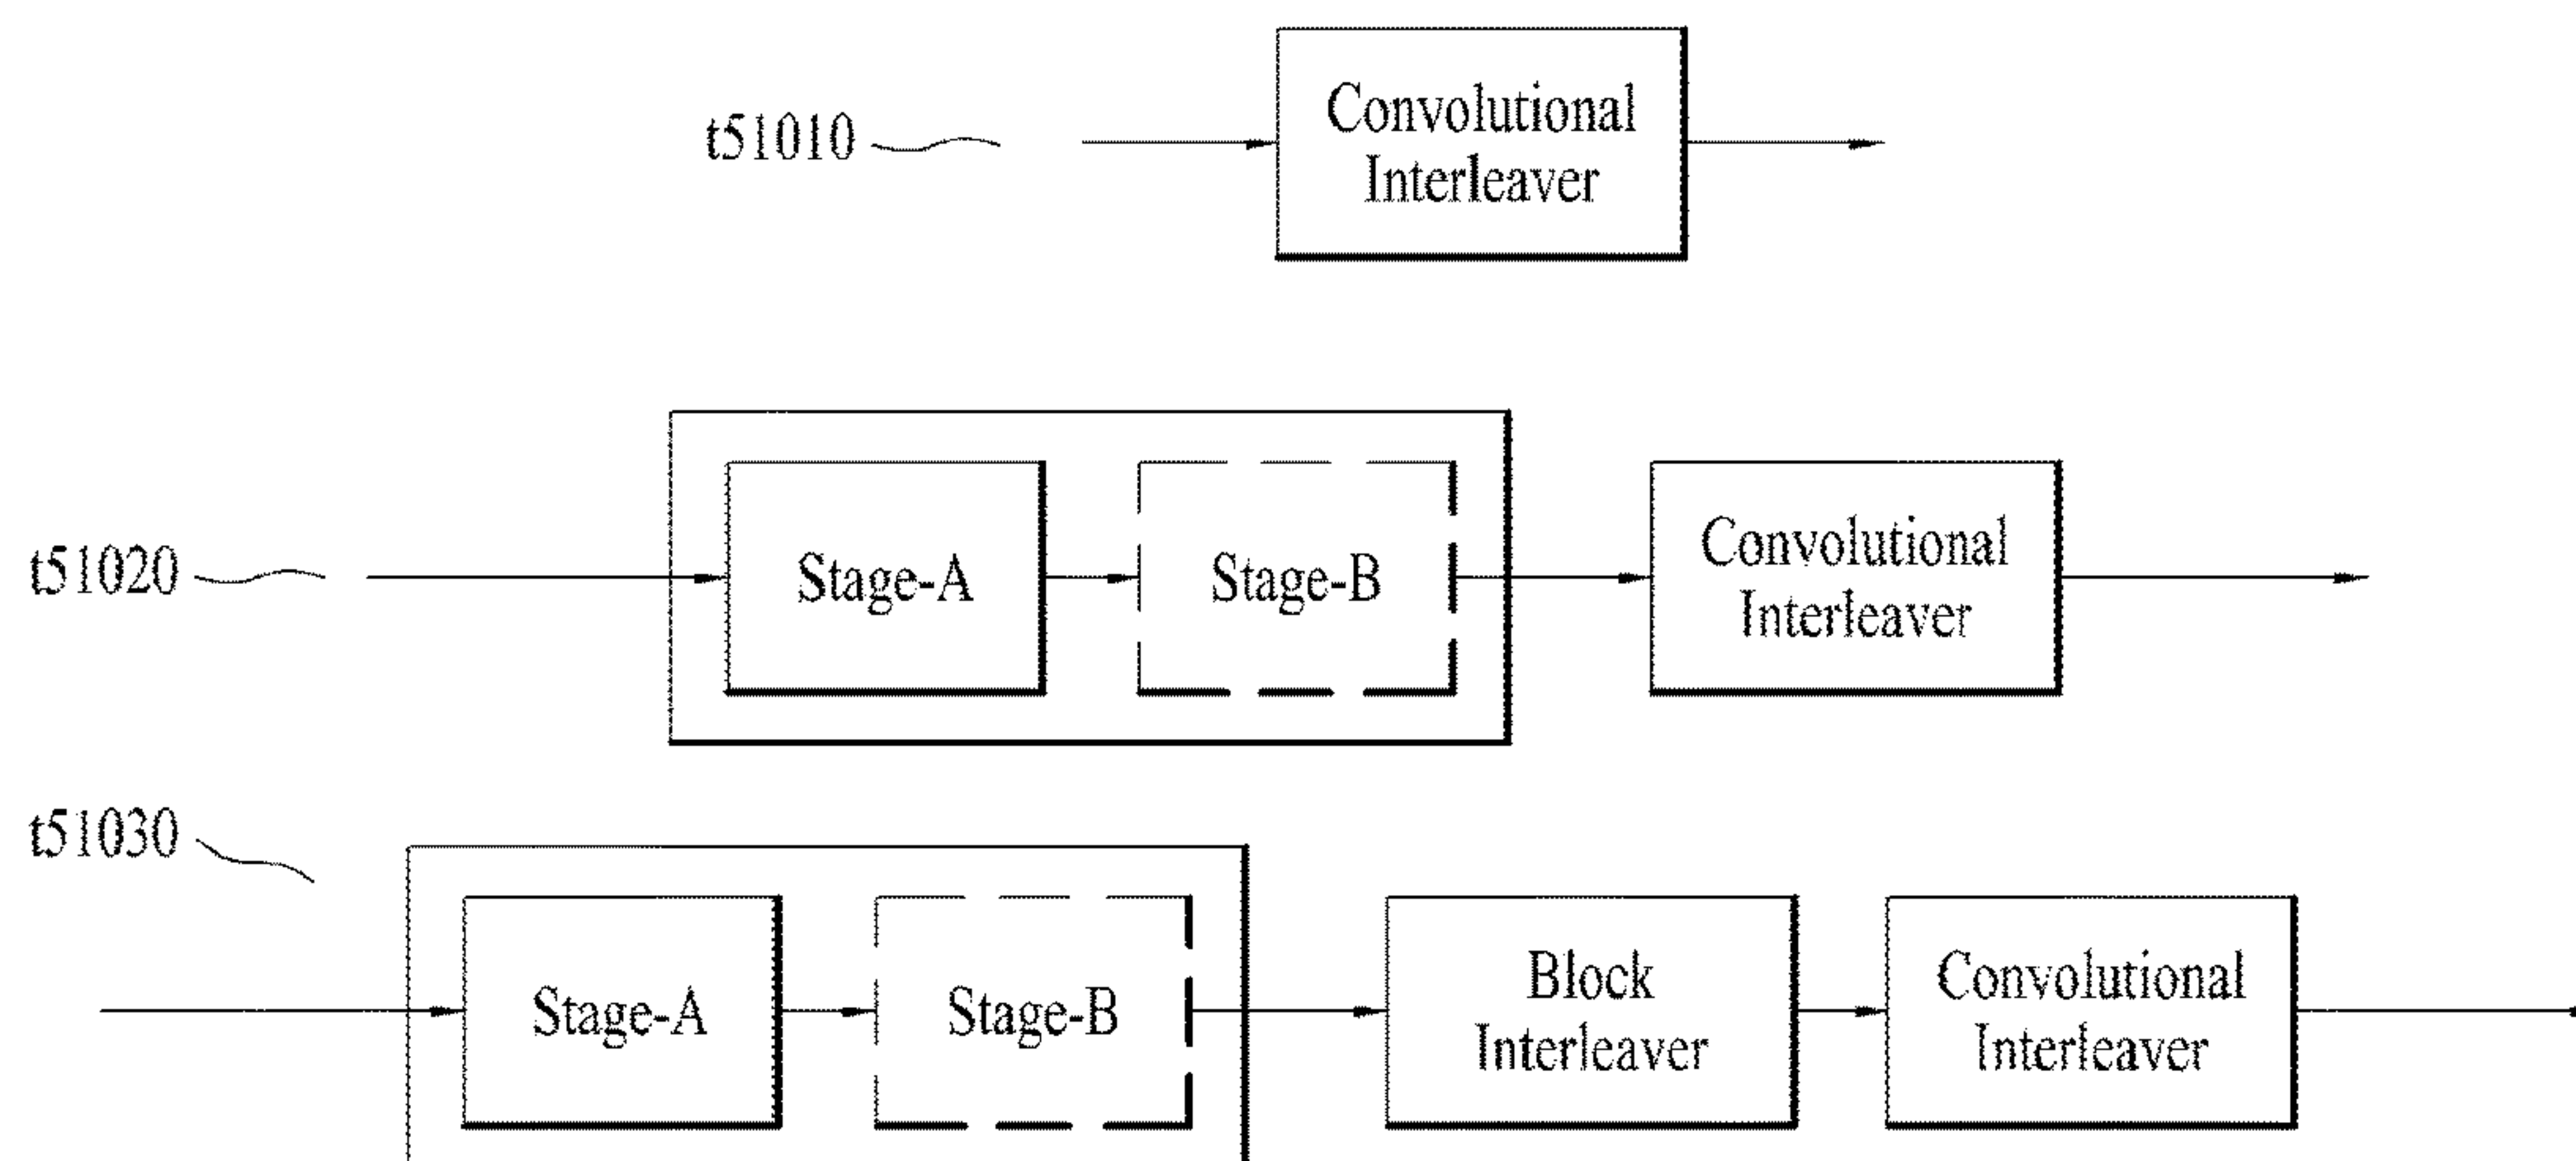 t51010
Convolutional
Interleaver
t51020
Stage-A
Stage-B
Convolutional
Interleaver
t51030
Stage-A
Stage-B
Block
Interleaver
Convolutional
Interleaver